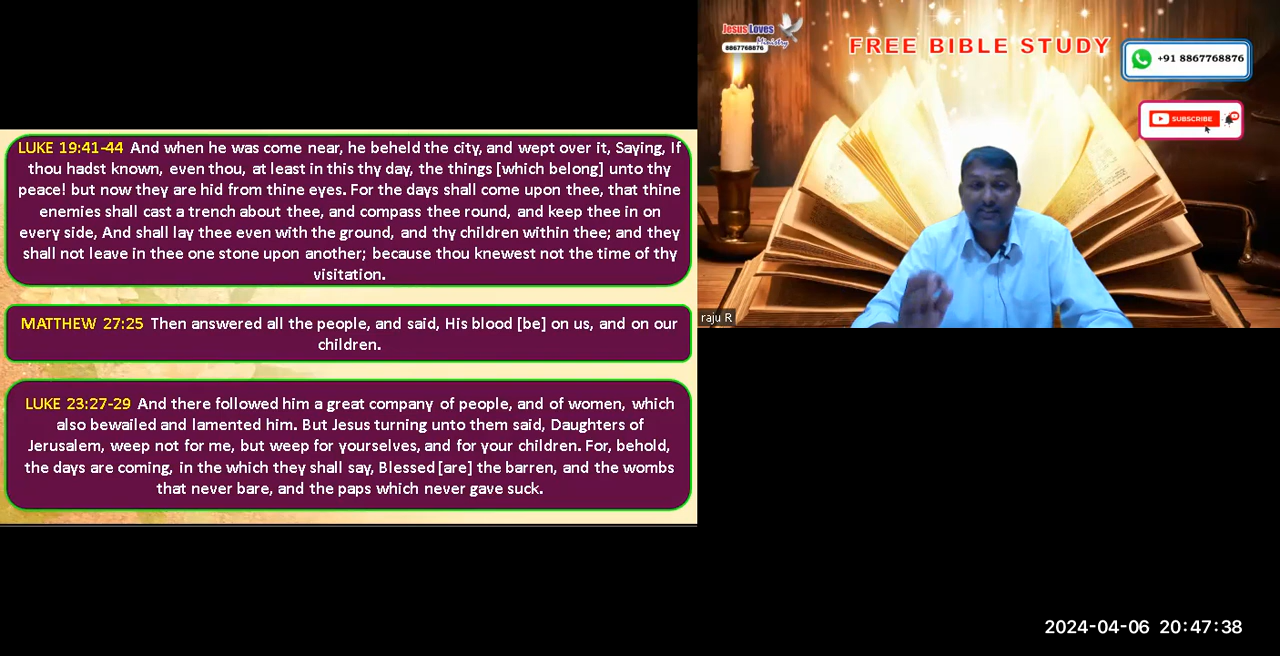 LUKE 19:41-44 And when he was come near, he beheld the city, and wept over it, Saying, If
thou hadst known, even thou, at least in this thy day, the things [which belong] unto thy
peace! but now they are hid from thine eyes. For the days shall come upon thee, that thine
enemies shall cast a trench about thee, and compass thee round, and keep thee in on
every side, And shall lay thee even with the ground, and thy children within thee; and they
shall not leave in thee one stone upon another; because thou knewest not the time of thy
visitation.
MATTHEW 27:25 Then answered all the people, and said, His blood [be] on us, and on our
children.
LUKE 23:27-29 And there followed him a great company of people, and of women, which
also bewailed and lamented him. But Jesus turning unto them said, Daughters of
Jerusalem, weep not for me, but weep for yourselves, and for your children. For, behold,
the days are coming, in the which they shall say, Blessed [are] the barren, and the wombs
that never bare, and the paps which never gave suck.
Jesus Loves
Ministry
8867768876
FREE BIBLE STUDY
+91 8867768876
SUBSCRIBE
raju R
2024-04-06 20:47:38